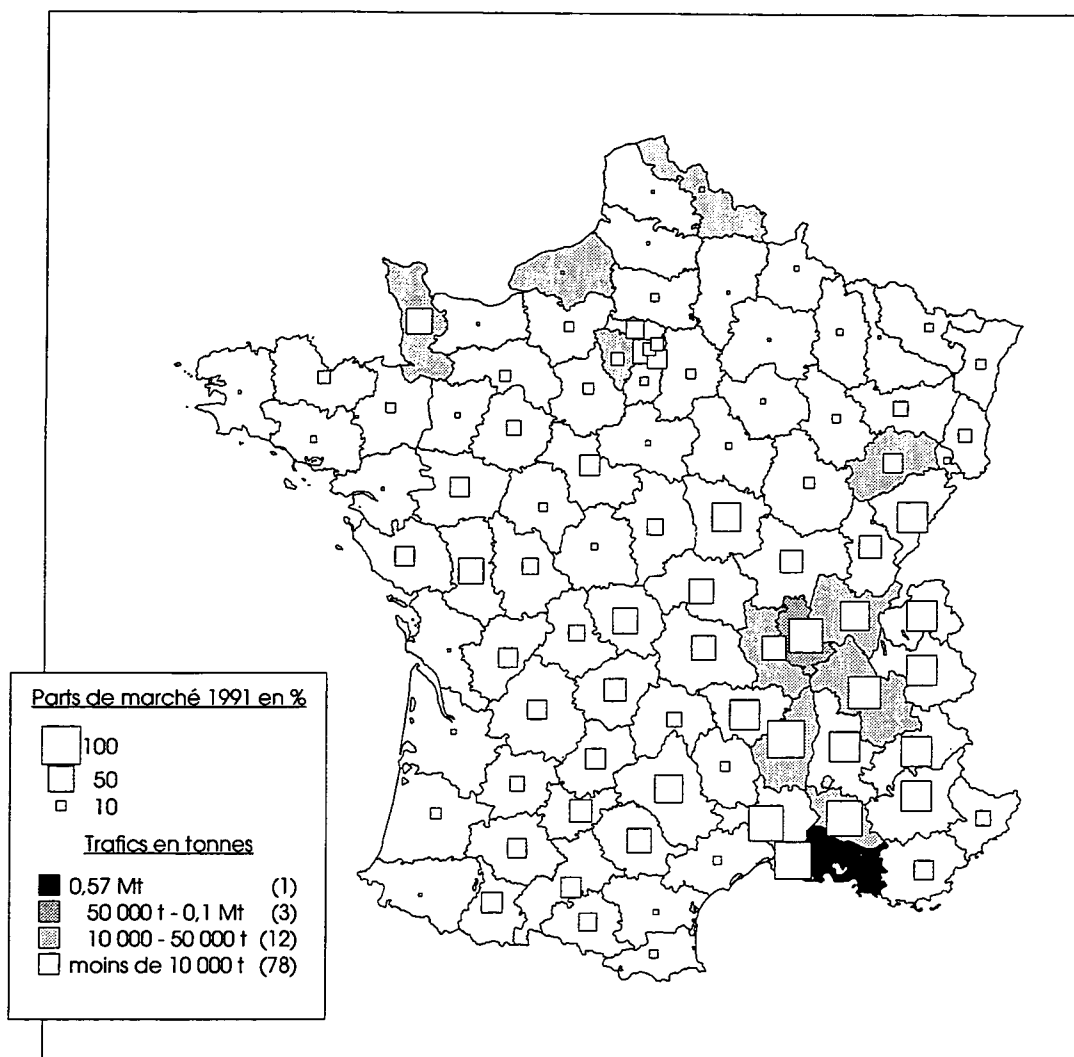 Parts de marché 1991 en %
100
50
10
Trafics en tonnes
0,57 Mt (1)
50 000 t - 0,1 Mt (3)
10 000 - 50 000 t (12)
moins de 10 000 t (78)